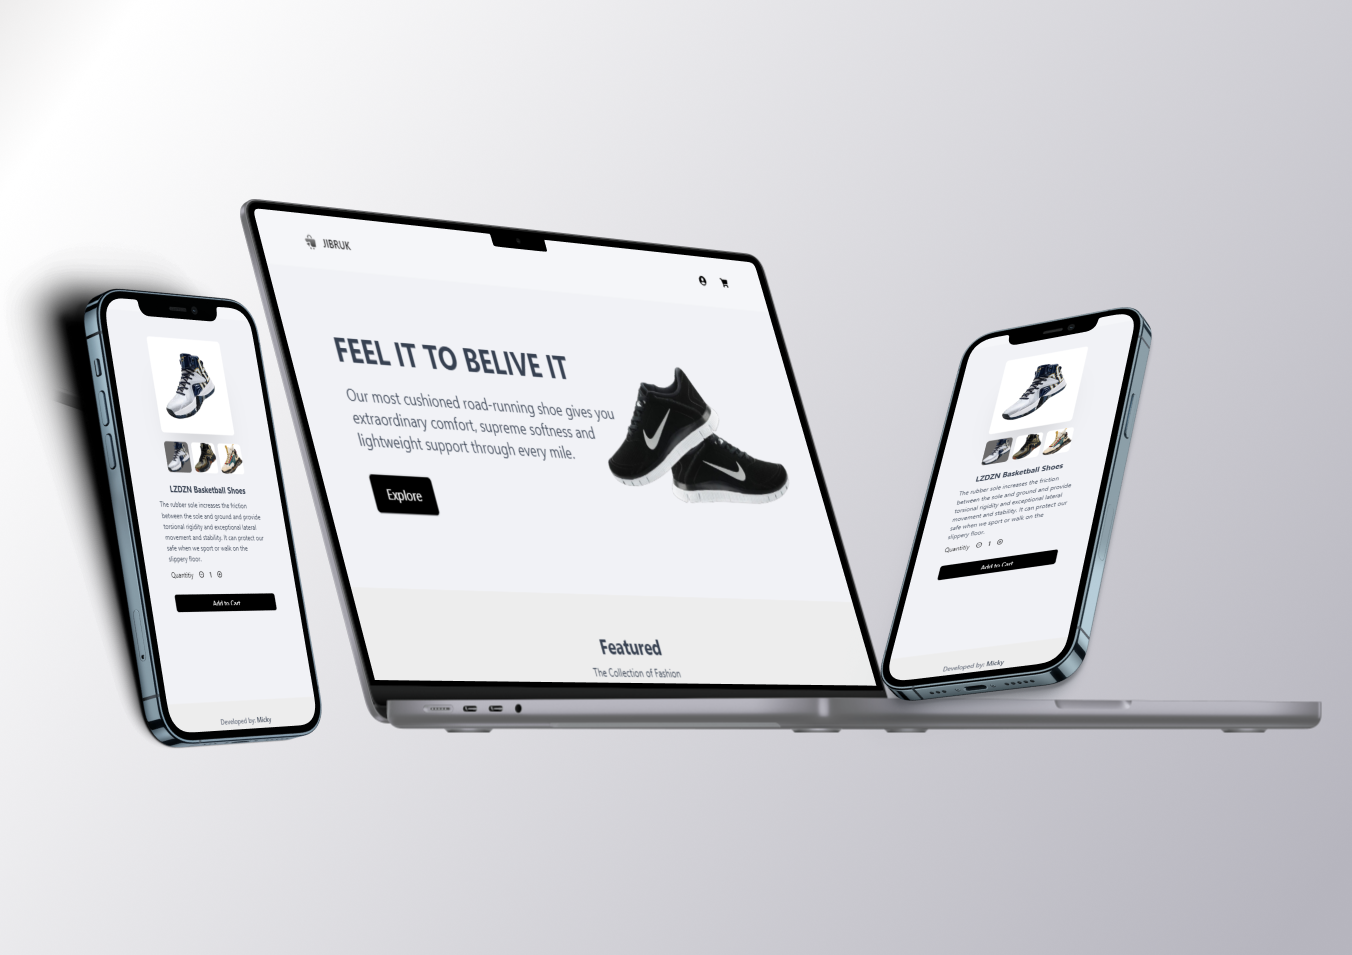 LZDZN Basketball Shoes
The rubber sole increases the friction
between the sole and ground and provide
torsional rigidity and exceptional lateral
movement and stability. It can protect our
safe when we sport or walk on the
slippery floor.
Quantitiy 1
Add to Cart
Developed by: Micky
JIBRUK
FEEL IT TO BELIVE IT
Our most cushioned road-running shoe gives you
extraordinary comfort, supreme softness and
lightweight support through every mile.
Explore
Featured
The Collection of Fashion
LZDZN Basketball Shoes
The rubber sole increases the friction
between the sole and ground and provide
torsional rigidity and exceptional lateral
movement and stability. It can protect our
safe when we sport or walk on the
slippery floor.
Quantitiy 1
Add to Cart
Developed by: Micky